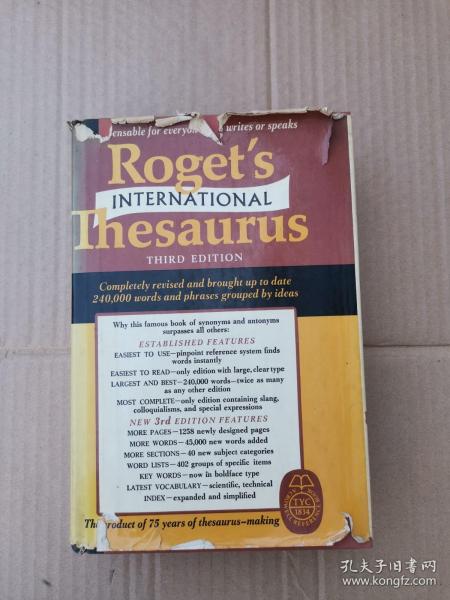 ensable for everyon writes or speaks
Roget's
INTERNATIONAL
Thesaurus
THIRD EDITION
Completely revised and brought up to date
240,000 words and phrases grouped by ideas
Why this famous book of synonyms and antonyms
surpasses all others:
ESTABLISHED FEATURES
EASIEST TO USE—pinpoint reference system finds
words instantly
EASIEST TO READ—only edition with large, clear type
LARGEST AND BEST—240,000 words—twice as many
as any other edition
MOST COMPLETE—only edition containing slang,
colloquialisms, and special expressions
NEW 3rd EDITION FEATURES
MORE PAGES—1258 newly designed pages
MORE WORDS—45,000 new words added
MORE SECTIONS—40 new subject categories
WORD LISTS—402 groups of specific items
KEY WORDS—now in boldface type
LATEST VOCABULARY—scientific, technical
INDEX—expanded and simplified
The product of 75 years of thesaurus-making
TYC
1834
孔夫子旧书网
www.kongfz.com